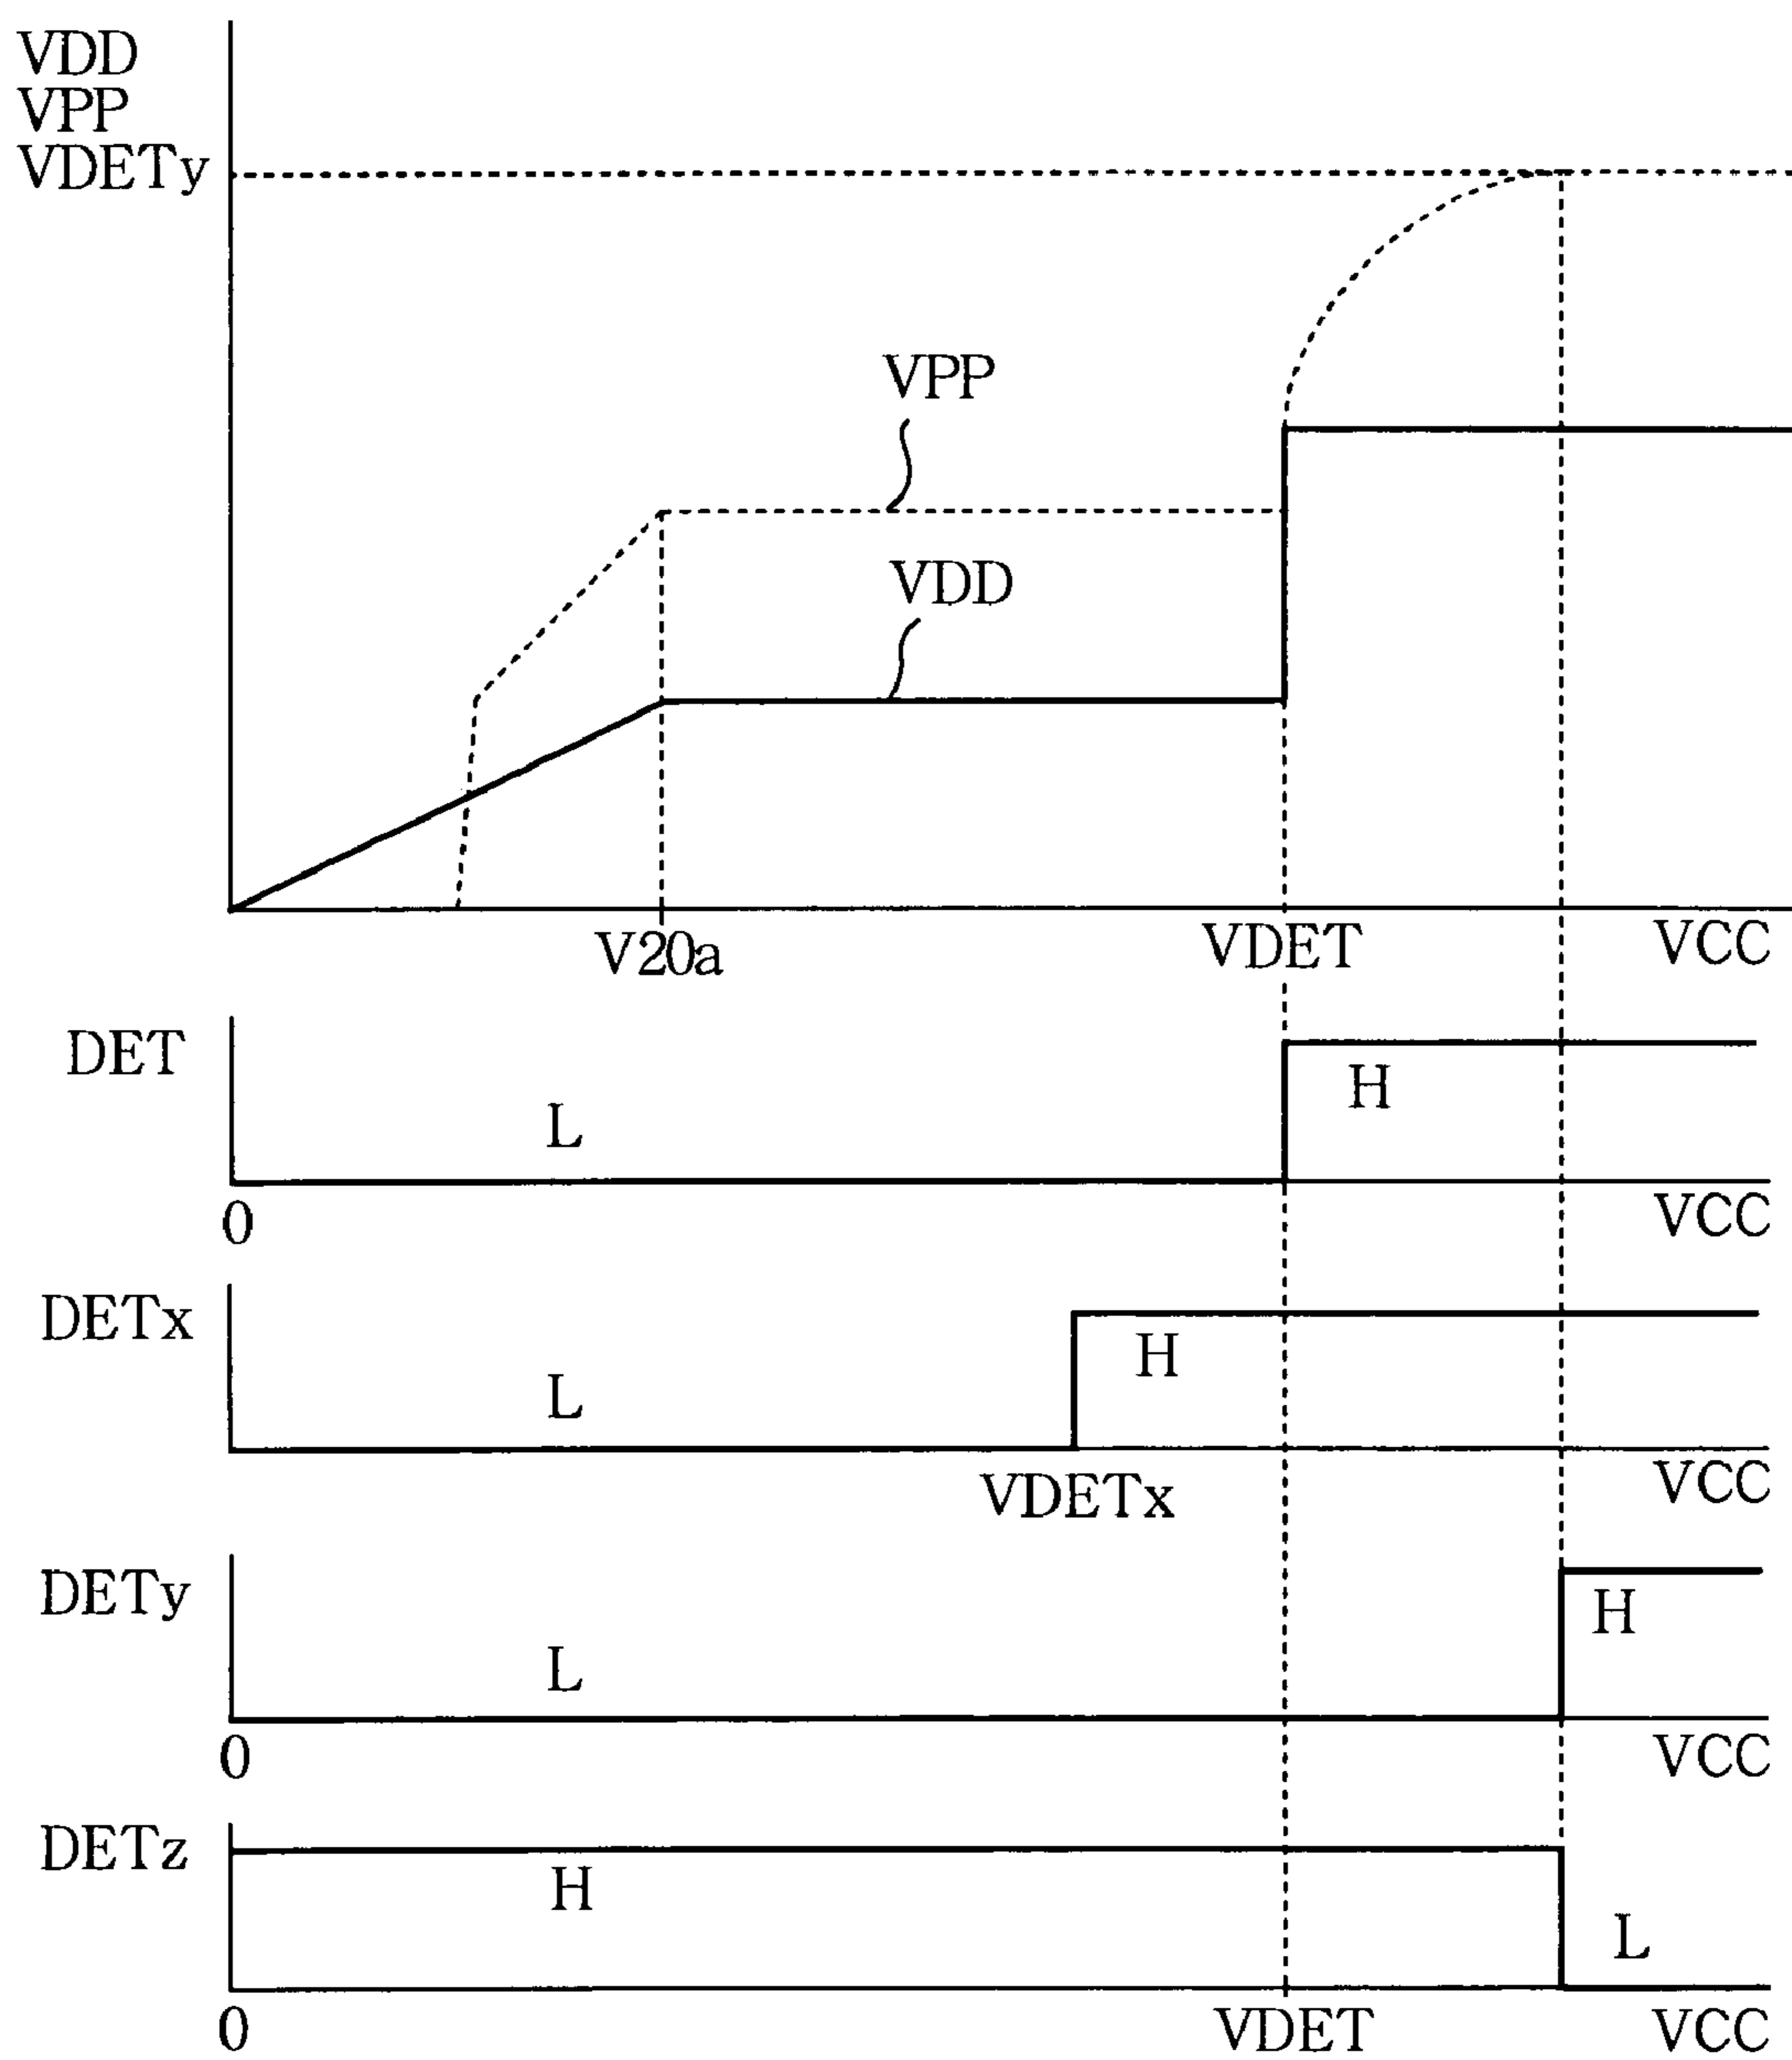 VDD
VPP
VDETy
VPP
VDD
V20a VDET VCC
DET
H
L
0 VCC
DETx
H
L
VDETx VCC
DETy
H
L
0 VCC
DETz
H
L
0 VDET VCC